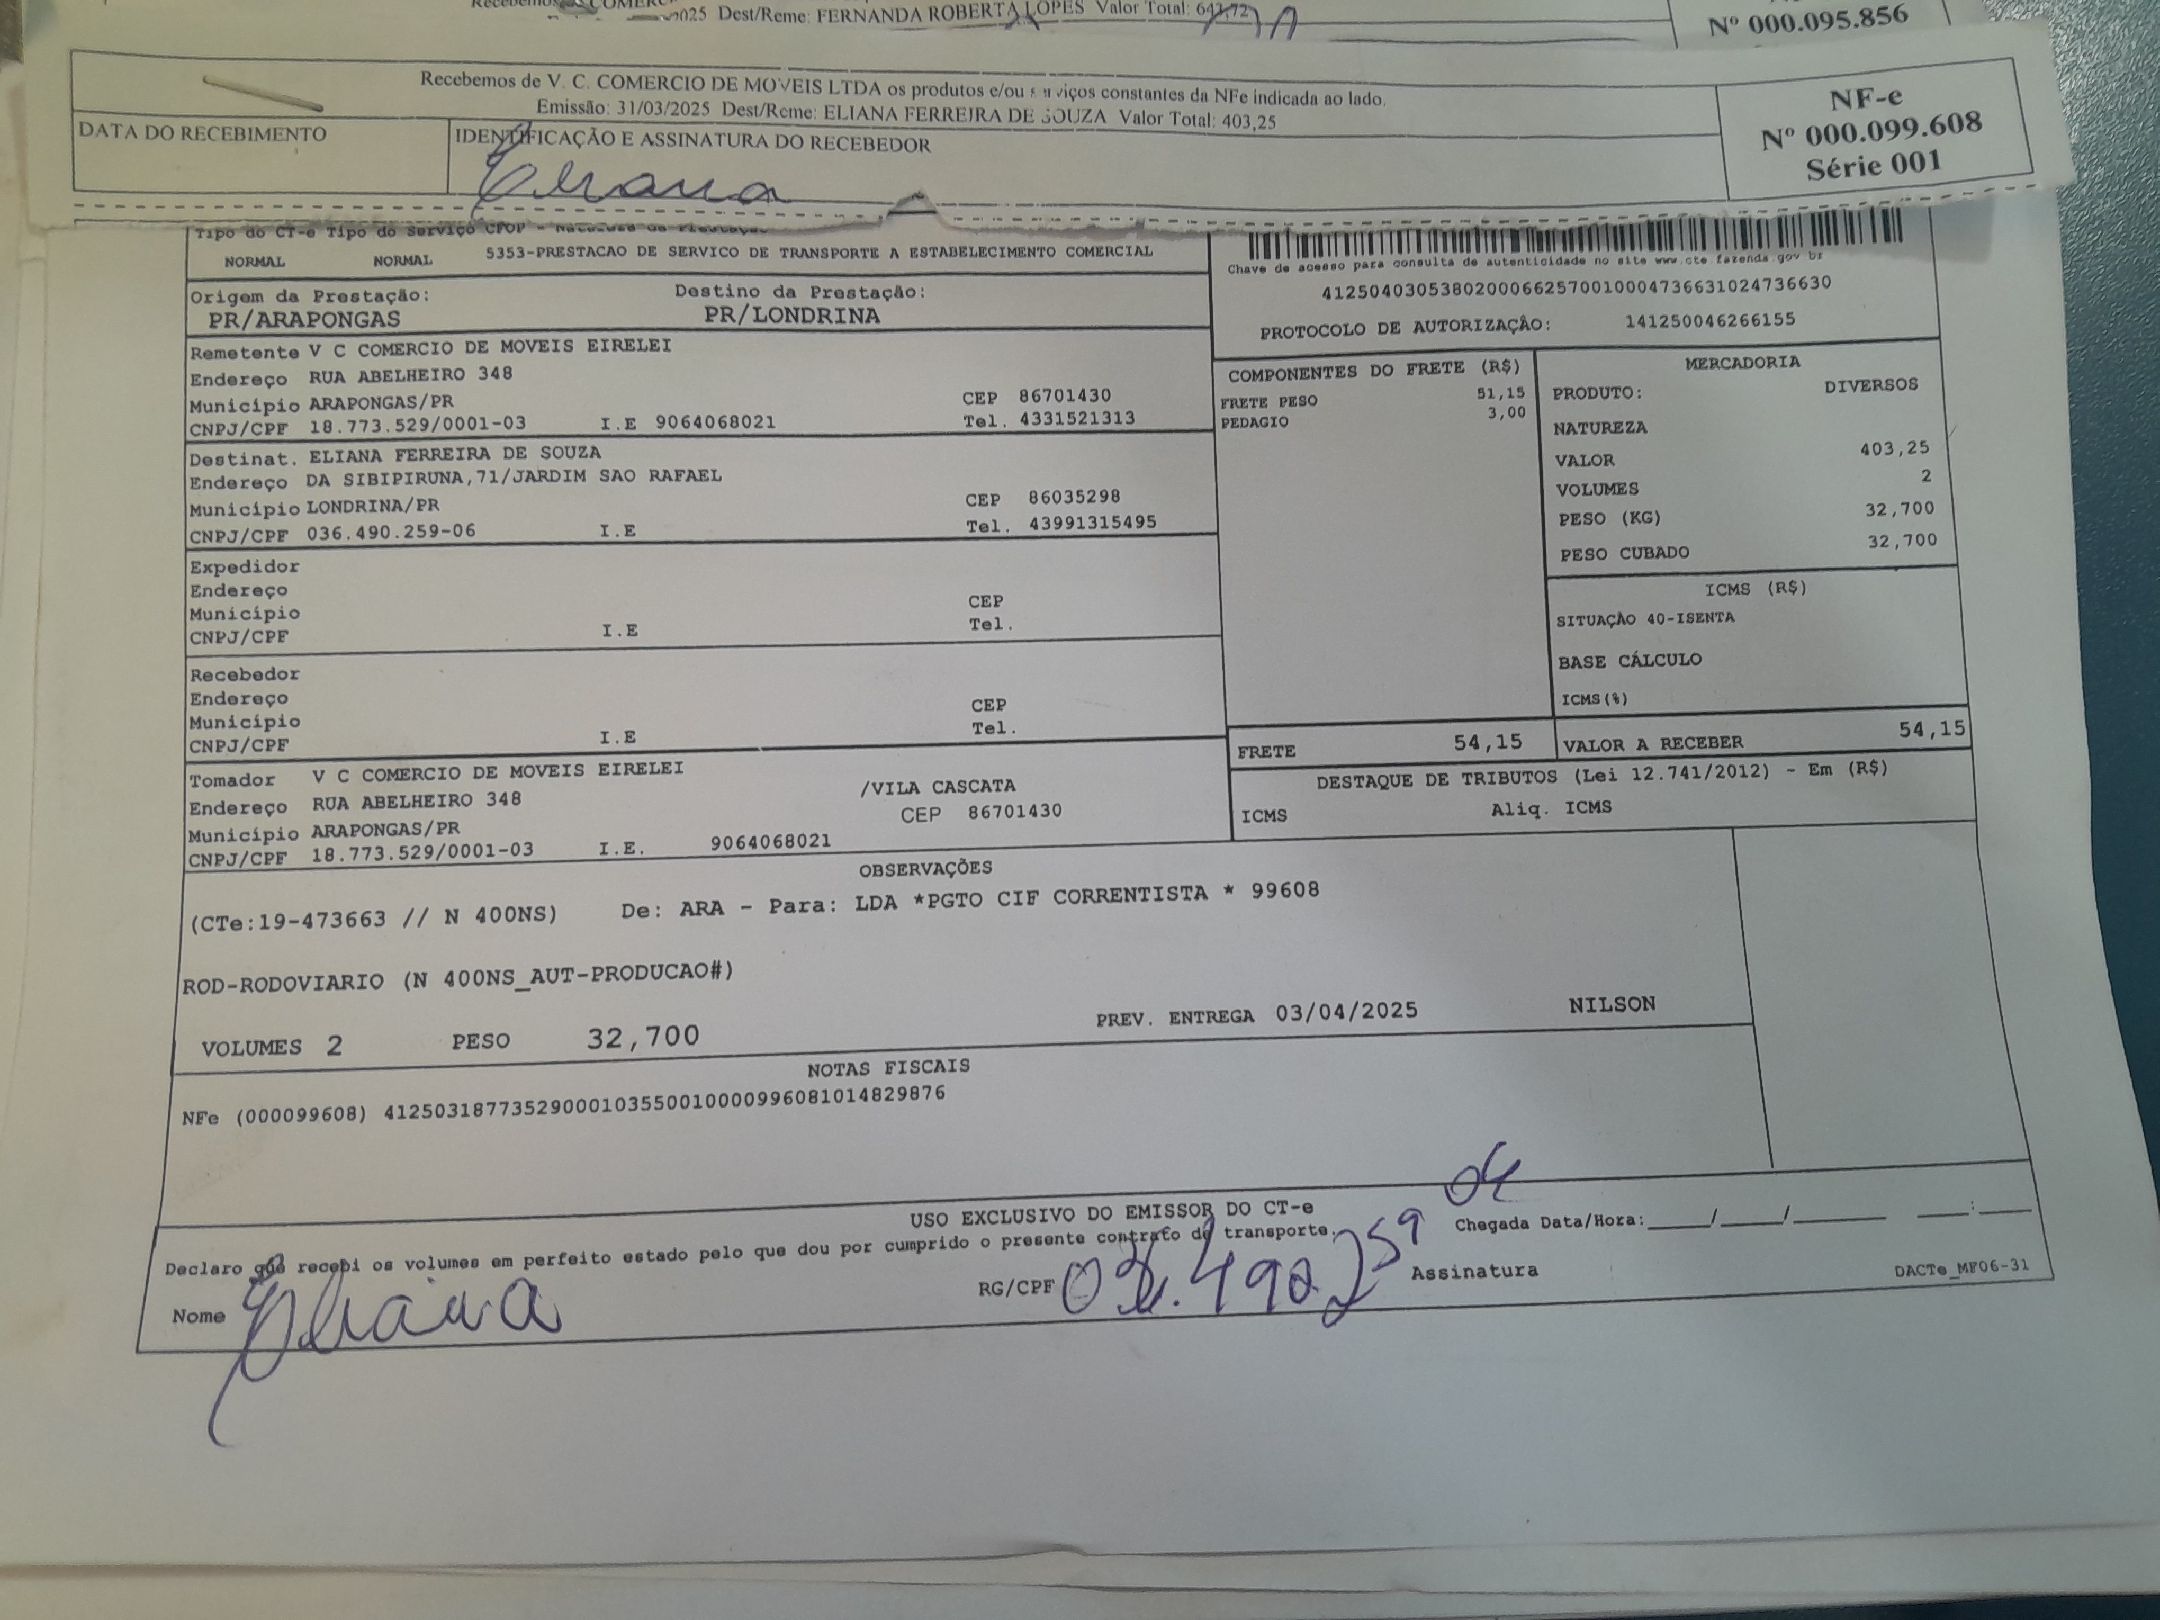 2025 Dest/Reme: FERNANDA ROBERTA LOPES Valor Total: 641,72
Nº 000.095.856
Recebemos de V. C. COMERCIO DE MOVEIS LTDA os produtos e/ou serviços constantes da NFe indicada ao lado.
Emissão: 31/03/2025 Dest/Reme: ELIANA FERREIRA DE SOUZA Valor Total: 403,25
DATA DO RECEBIMENTO
IDENTIFICAÇÃO E ASSINATURA DO RECEBEDOR
Eliana
NF-e
Nº 000.099.608
Série 001
Tipo do CT-e Tipo do Serviço CFOP - Natureza da Prestação
NORMAL NORMAL 5353-PRESTACAO DE SERVICO DE TRANSPORTE A ESTABELECIMENTO COMERCIAL
Chave de acesso para consulta de autenticidade no site www.cte.fazenda.gov br
41250403053802000662570010004736631024736630
PROTOCOLO DE AUTORIZAÇÃO: 141250046266155
Origem da Prestação: Destino da Prestação:
PR/ARAPONGAS PR/LONDRINA
Remetente V C COMERCIO DE MOVEIS EIRELEI
Endereço RUA ABELHEIRO 348
Município ARAPONGAS/PR CEP 86701430
CNPJ/CPF 18.773.529/0001-03 I.E 9064068021 Tel. 4331521313
Destinat. ELIANA FERREIRA DE SOUZA
Endereço DA SIBIPIRUNA,71/JARDIM SAO RAFAEL
Município LONDRINA/PR CEP 86035298
CNPJ/CPF 036.490.259-06 I.E Tel. 43991315495
Expedidor
Endereço
Município CEP
CNPJ/CPF I.E Tel.
Recebedor
Endereço
Município CEP
CNPJ/CPF I.E Tel.
Tomador V C COMERCIO DE MOVEIS EIRELEI
Endereço RUA ABELHEIRO 348 /VILA CASCATA
Município ARAPONGAS/PR CEP 86701430
CNPJ/CPF 18.773.529/0001-03 I.E. 9064068021
COMPONENTES DO FRETE (R$)
FRETE PESO 51,15
PEDAGIO 3,00
MERCADORIA
PRODUTO: DIVERSOS
NATUREZA
VALOR 403,25
VOLUMES 2
PESO (KG) 32,700
PESO CUBADO 32,700
ICMS (R$)
SITUAÇÃO 40-ISENTA
BASE CÁLCULO
ICMS(%)
FRETE 54,15 VALOR A RECEBER 54,15
DESTAQUE DE TRIBUTOS (Lei 12.741/2012) - Em (R$)
ICMS Aliq. ICMS
OBSERVAÇÕES
(CTe:19-473663 // N 400NS) De: ARA - Para: LDA *PGTO CIF CORRENTISTA * 99608
ROD-RODOVIARIO (N 400NS_AUT-PRODUCAO#)
VOLUMES 2 PESO 32,700 PREV. ENTREGA 03/04/2025 NILSON
NOTAS FISCAIS
NFe (000099608) 41250318773529000103550010000996081014829876
USO EXCLUSIVO DO EMISSOR DO CT-e
Declaro que recebi os volumes em perfeito estado pelo que dou por cumprido o presente contrato de transporte. Chegada Data/Hora:____/____/______ ___:___
Nome Eliana RG/CPF 036.490259 06 Assinatura
DACTe_MF06-31